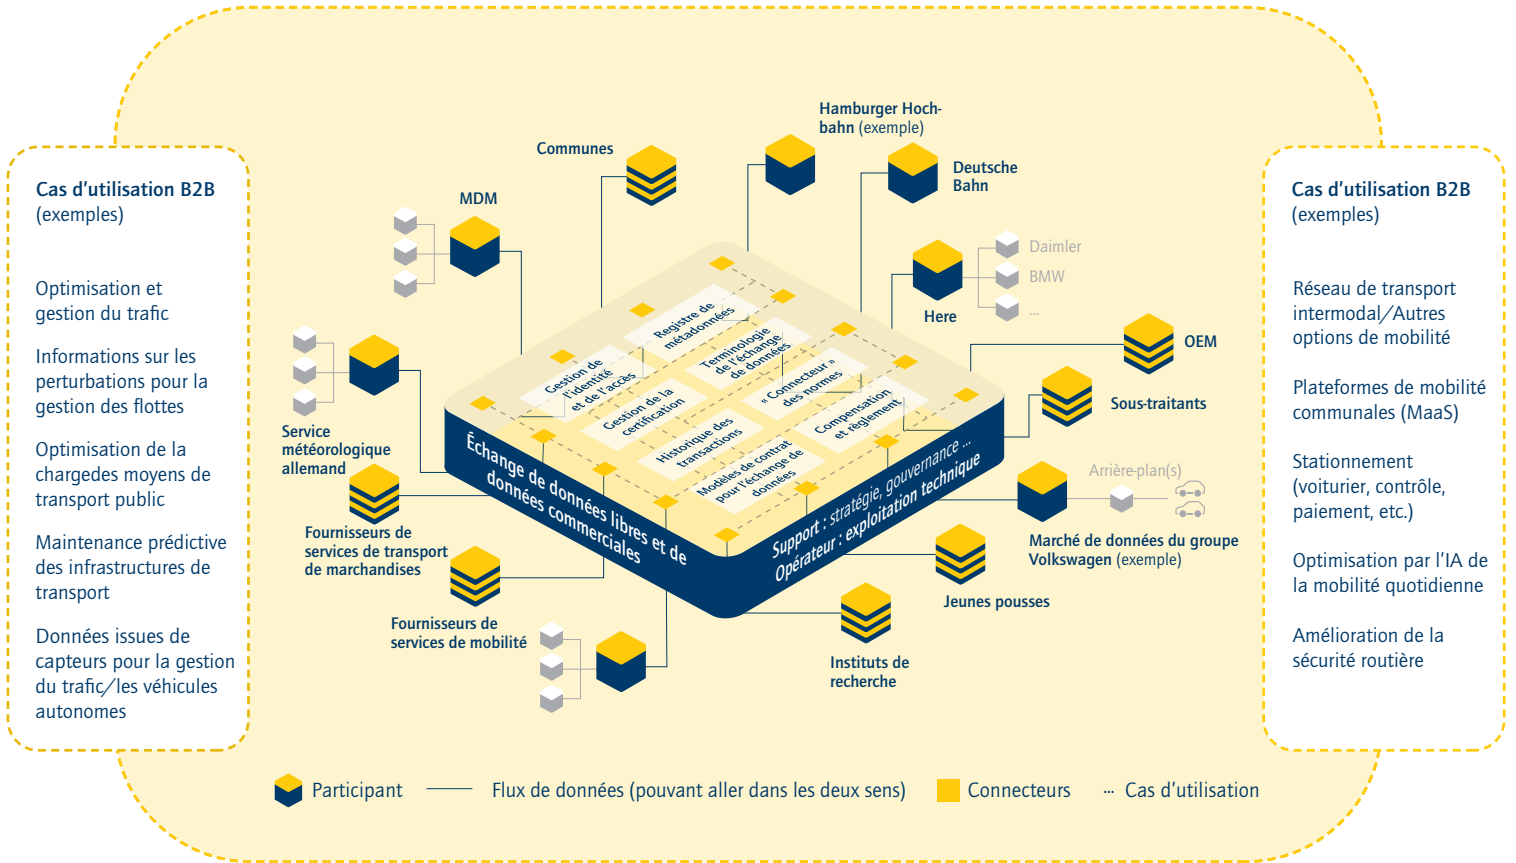 Cas d'utilisation B2B
(exemples)
Optimisation et
gestion du trafic
Informations sur les
perturbations pour la
gestion des flottes
Optimisation de la
chargedes moyens de
transport public
Maintenance prédictive
des infrastructures de
transport
Données issues de
capteurs pour la gestion
du trafic/les véhicules
autonomes
Hamburger Hoch-
bahn (exemple)
Communes
Deutsche
Bahn
MDM
Daimler
BMW
...
Here
OEM
Sous-traitants
Service
météorologique
allemand
Registre de
métadonnées
Terminologie
de l'échange
de données
« Connecteur »
des normes
Compensation
et règlement
Gestion de
l'identité
et de l'accès
Gestion de la
certification
Historique des
transactions
Modèles de contrat
pour l'échange de
données
Échange de données libres et de
données commerciales
Support : stratégie, gouvernance ...
Opérateur : exploitation technique
Arrière-plan(s)
Marché de données du groupe
Volkswagen (exemple)
Fournisseurs de
services de transport
de marchandises
Jeunes pousses
Fournisseurs de
services de mobilité
Instituts de
recherche
Cas d'utilisation B2B
(exemples)
Réseau de transport
intermodal/Autres
options de mobilité
Plateformes de mobilité
communales (MaaS)
Stationnement
(voiturier, contrôle,
paiement, etc.)
Optimisation par l'IA de
la mobilité quotidienne
Amélioration de la
sécurité routière
Participant
Flux de données (pouvant aller dans les deux sens)
Connecteurs
... Cas d'utilisation